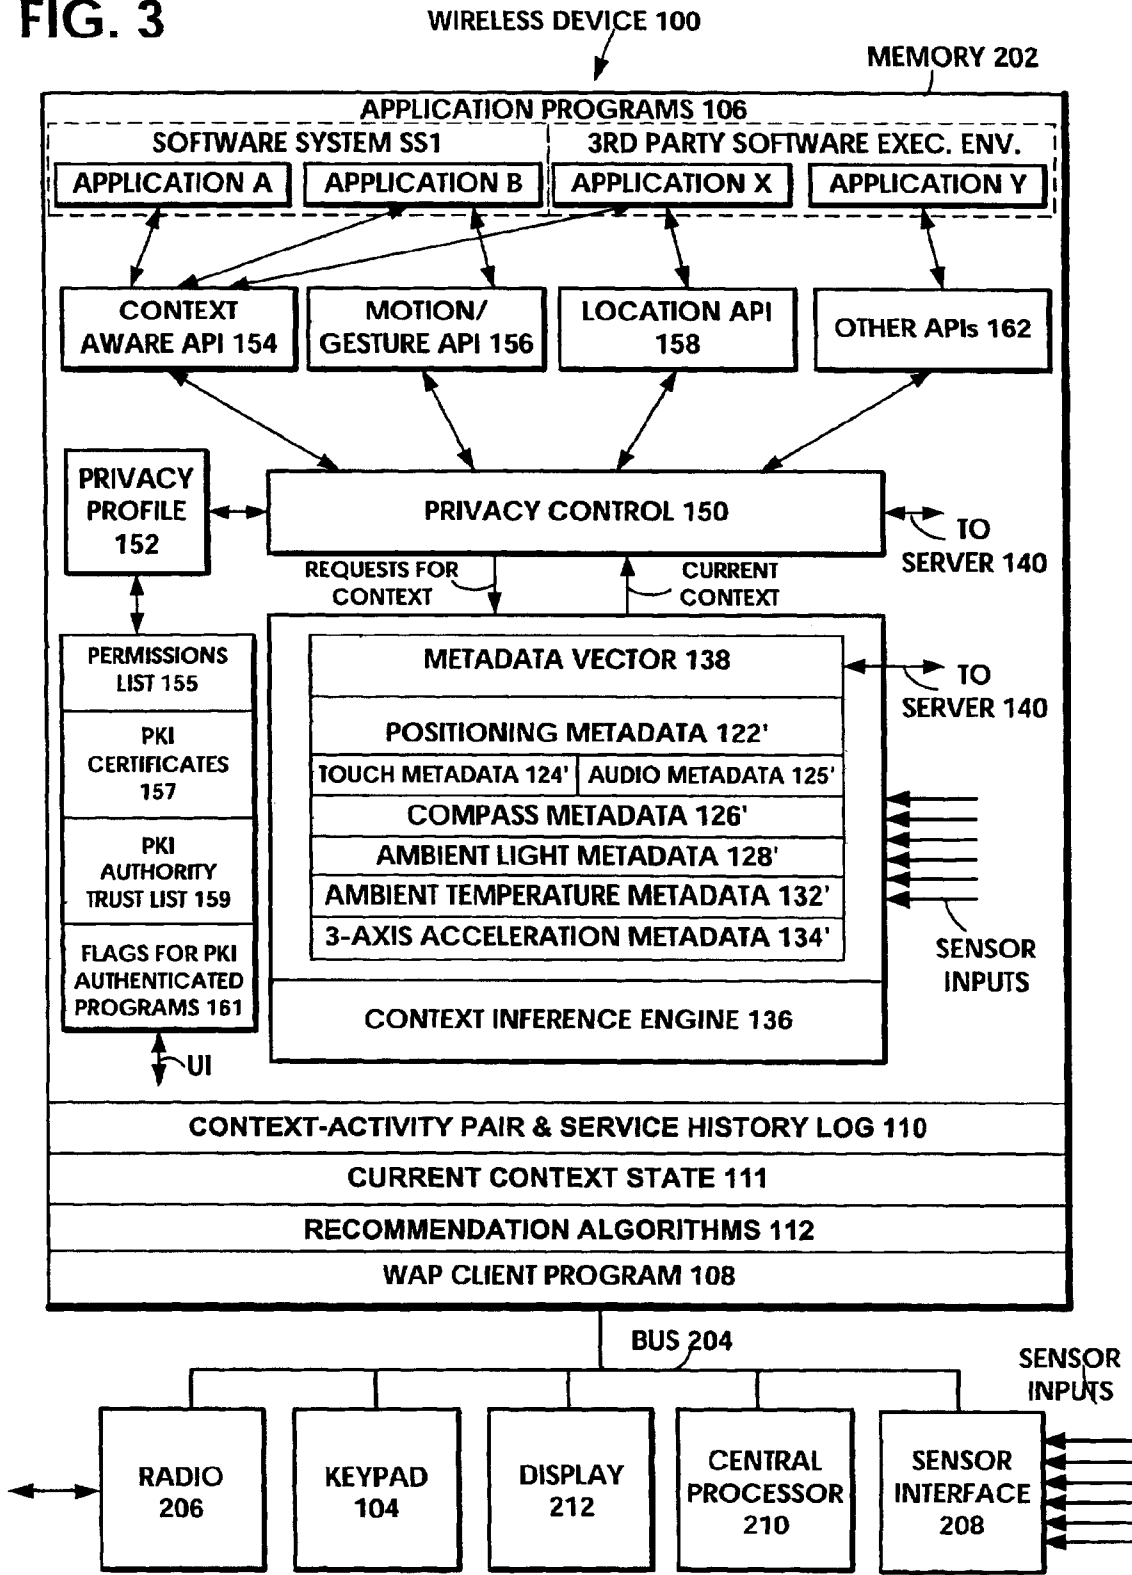 FIG. 3
WIRELESS DEVICE 100
MEMORY 202
APPLICATION PROGRAMS 106
SOFTWARE SYSTEM SS1
3RD PARTY SOFTWARE EXEC. ENV.
APPLICATION A
APPLICATION B
APPLICATION X
APPLICATION Y
CONTEXT
AWARE API 154
MOTION/
GESTURE API 156
LOCATION API
158
OTHER APIs 162
PRIVACY
PROFILE
152
PRIVACY CONTROL 150
TO
SERVER 140
REQUESTS FOR
CONTEXT
CURRENT
CONTEXT
PERMISSIONS
LIST 155
PKI
CERTIFICATES
157
PKI
AUTHORITY
TRUST LIST 159
FLAGS FOR PKI
AUTHENTICATED
PROGRAMS 161
UI
METADATA VECTOR 138
TO
SERVER 140
POSITIONING METADATA 122'
TOUCH METADATA 124'
AUDIO METADATA 125'
COMPASS METADATA 126'
AMBIENT LIGHT METADATA 128'
AMBIENT TEMPERATURE METADATA 132'
3-AXIS ACCELERATION METADATA 134'
SENSOR
INPUTS
CONTEXT INFERENCE ENGINE 136
CONTEXT-ACTIVITY PAIR & SERVICE HISTORY LOG 110
CURRENT CONTEXT STATE 111
RECOMMENDATION ALGORITHMS 112
WAP CLIENT PROGRAM 108
BUS 204
SENSOR
INPUTS
RADIO
206
KEYPAD
104
DISPLAY
212
CENTRAL
PROCESSOR
210
SENSOR
INTERFACE
208